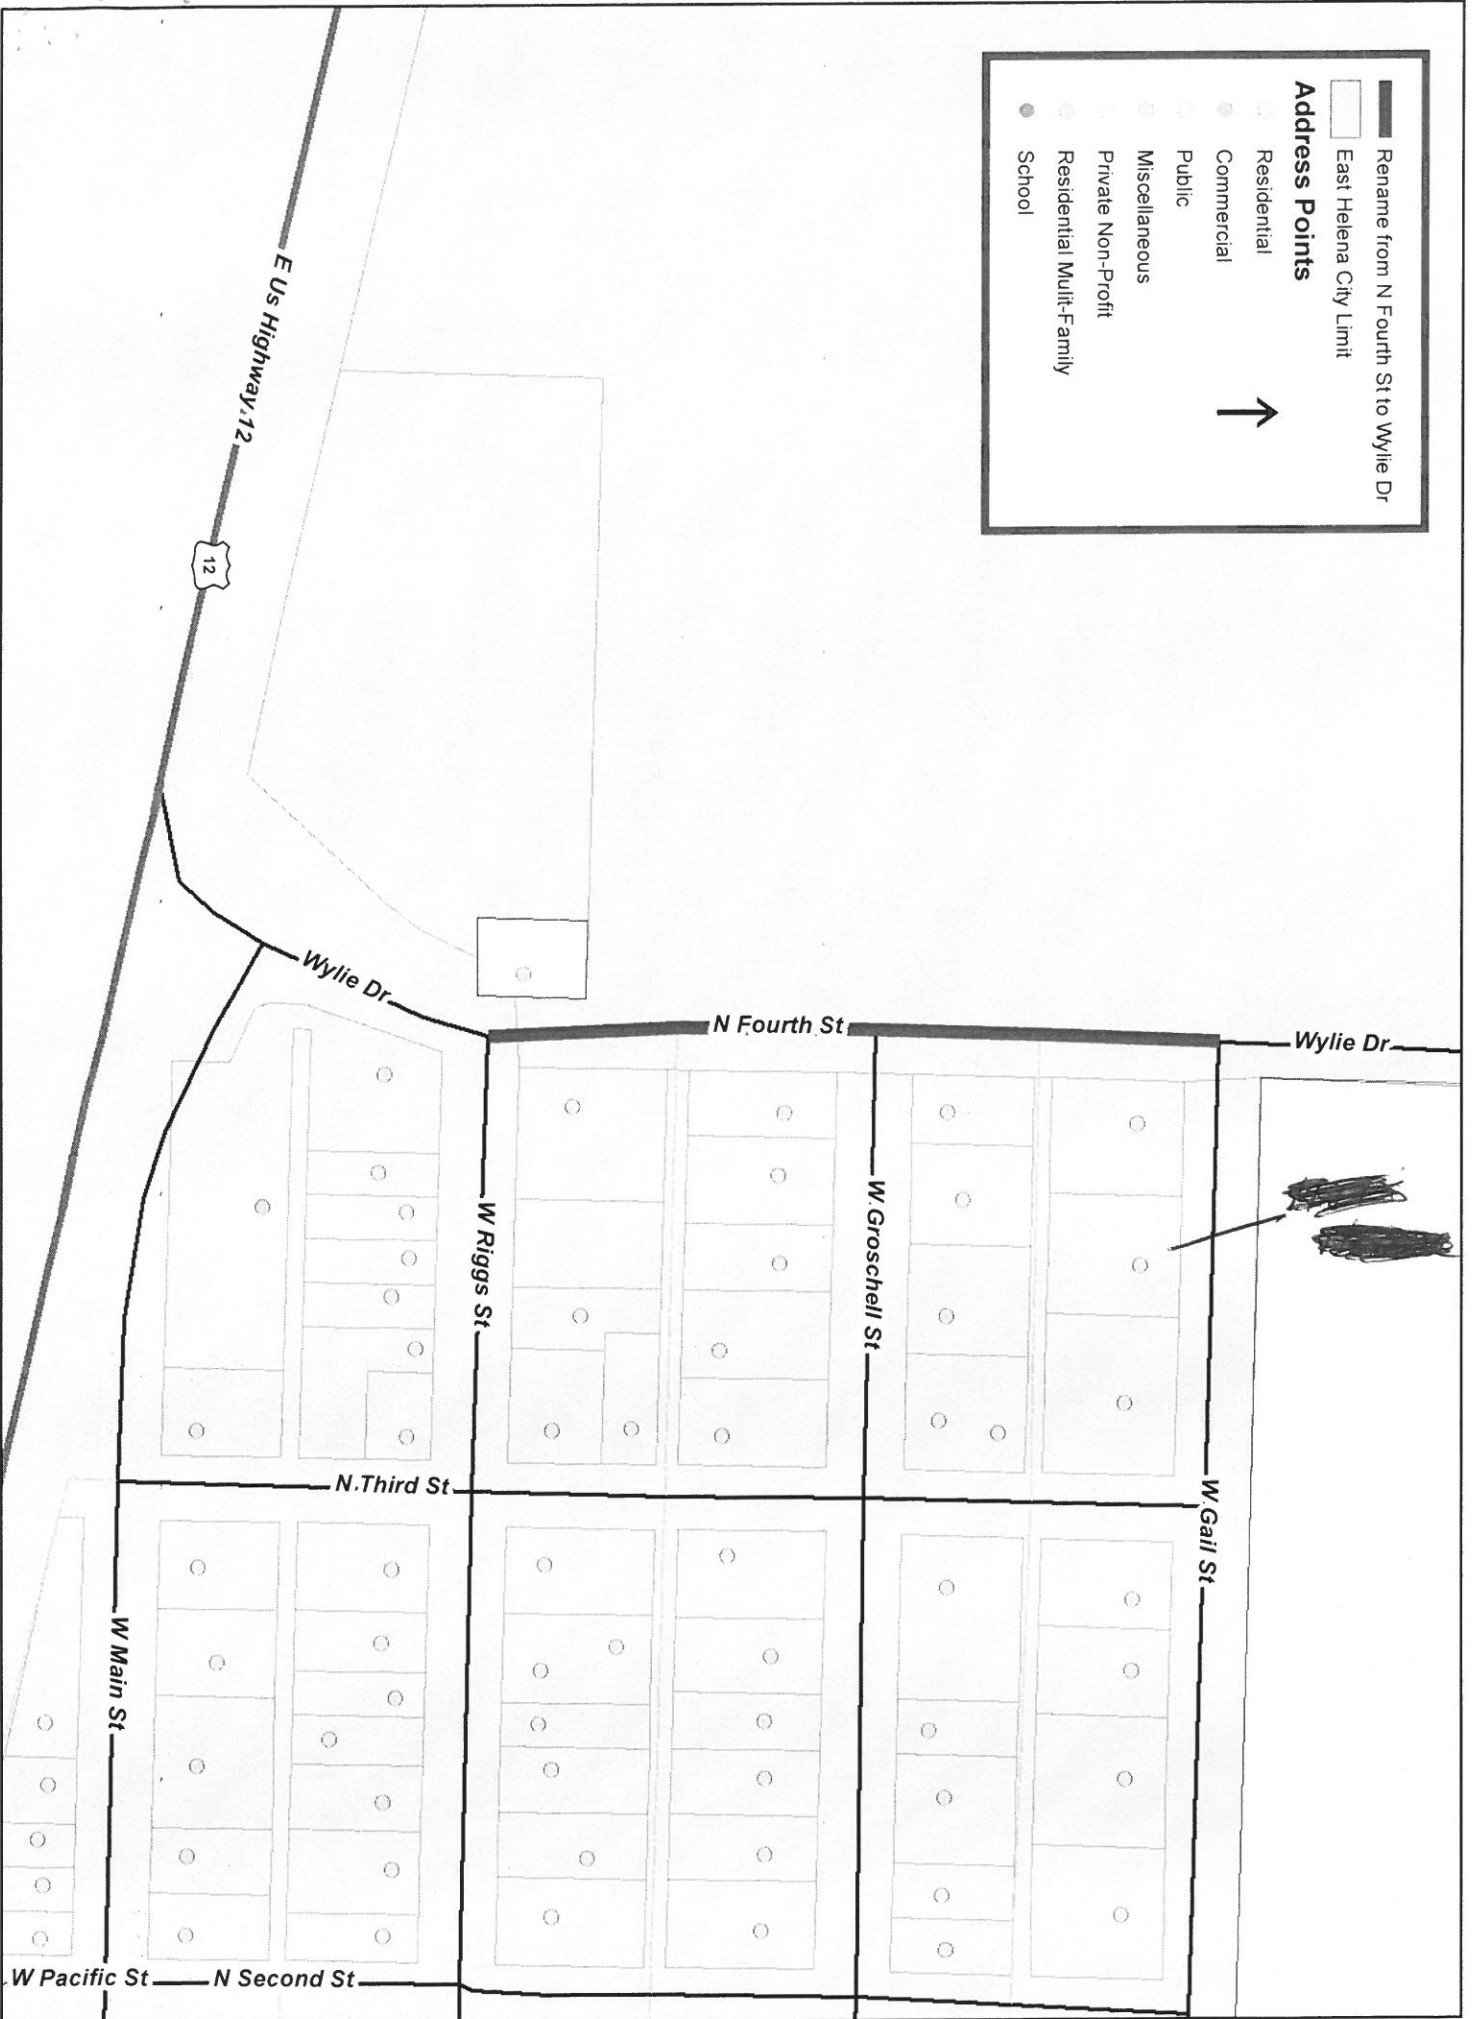 Rename from N Fourth St to Wylie Dr
East Helena City Limit
Address Points
Residential
Commercial
Public
Miscellaneous
Private Non-Profit
Residential Mulit-Family
School
E Us Highway 12
12
Wylie Dr
N Fourth St
Wylie Dr
W Riggs St
W Groschell St
W Gail St
N Third St
W Main St
W Pacific St
N Second St